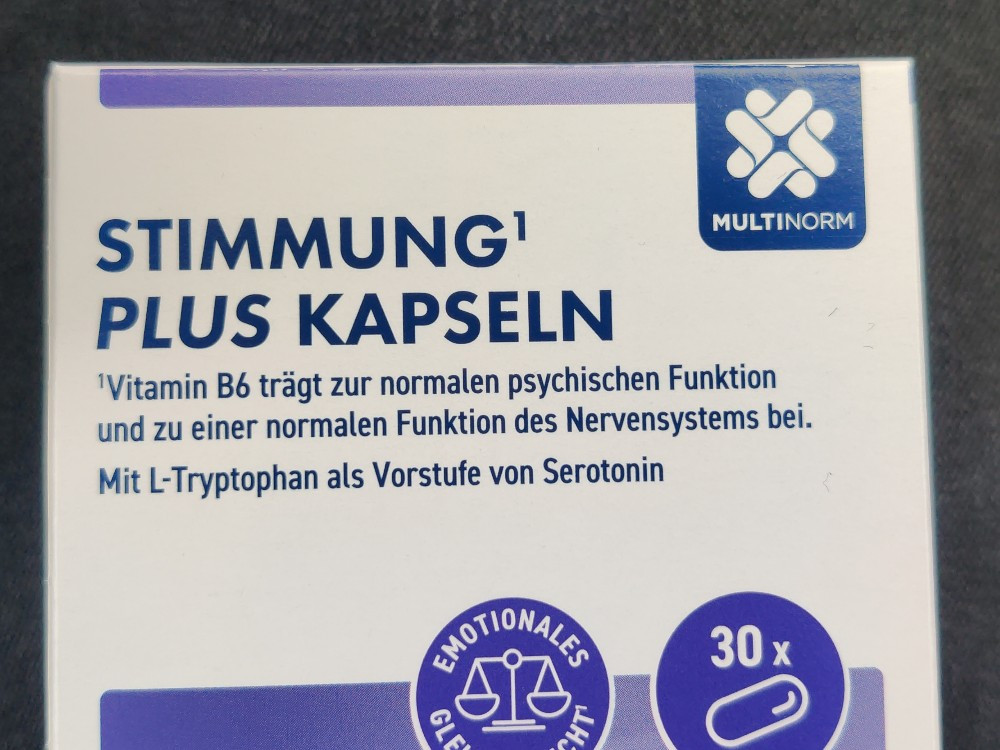 MULTINORM
STIMMUNG¹
PLUS KAPSELN
¹Vitamin B6 trägt zur normalen psychischen Funktion
und zu einer normalen Funktion des Nervensystems bei.
Mit L-Tryptophan als Vorstufe von Serotonin
EMOTIONALES
30 x